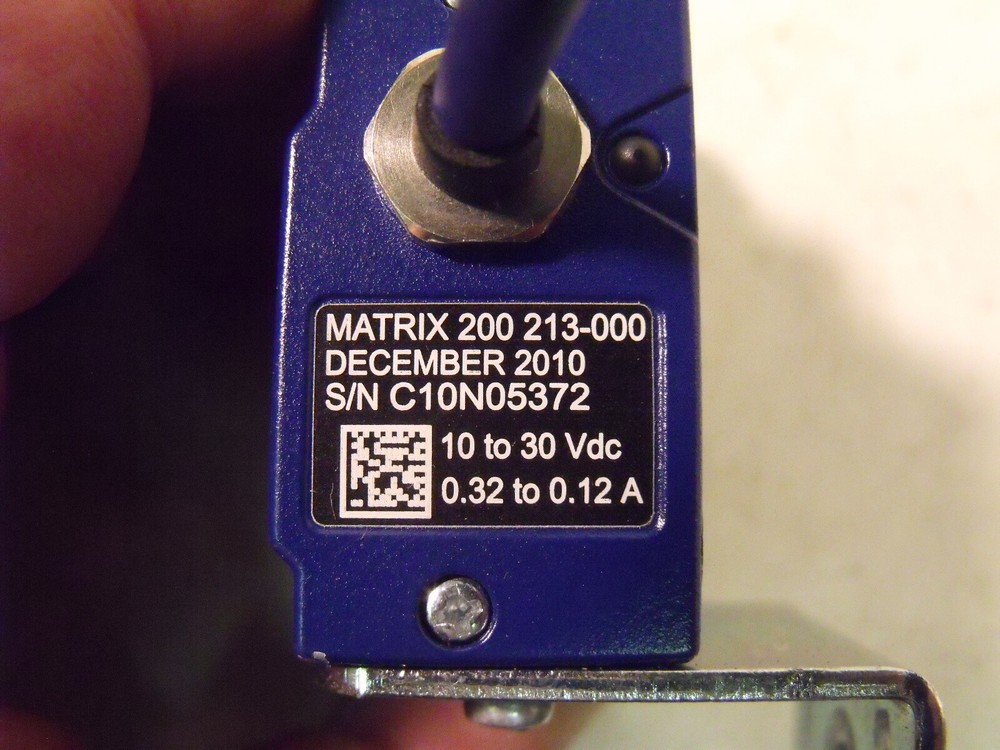 MATRIX 200 213-000
DECEMBER 2010
S/N C10N05372
10 to 30 Vdc
0.32 to 0.12 A